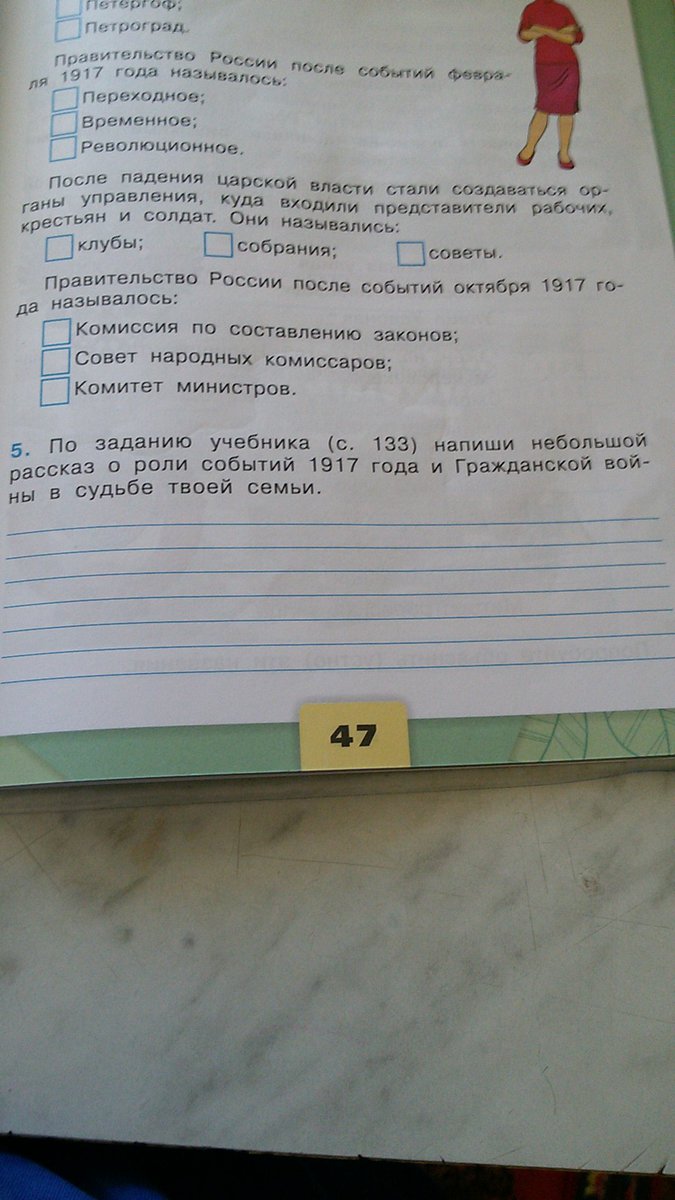 Петергоф;
Петроград.
Правительство России после событий февра-
ля 1917 года называлось:
Переходное;
Временное;
Революционное.
После падения царской власти стали создаваться ор-
ганы управления, куда входили представители рабочих,
крестьян и солдат. Они назывались:
клубы; собрания; советы.
Правительство России после событий октября 1917 го-
да называлось:
Комиссия по составлению законов;
Совет народных комиссаров;
Комитет министров.
5. По заданию учебника (с. 133) напиши небольшой
рассказ о роли событий 1917 года и Гражданской вой-
ны в судьбе твоей семьи.
47